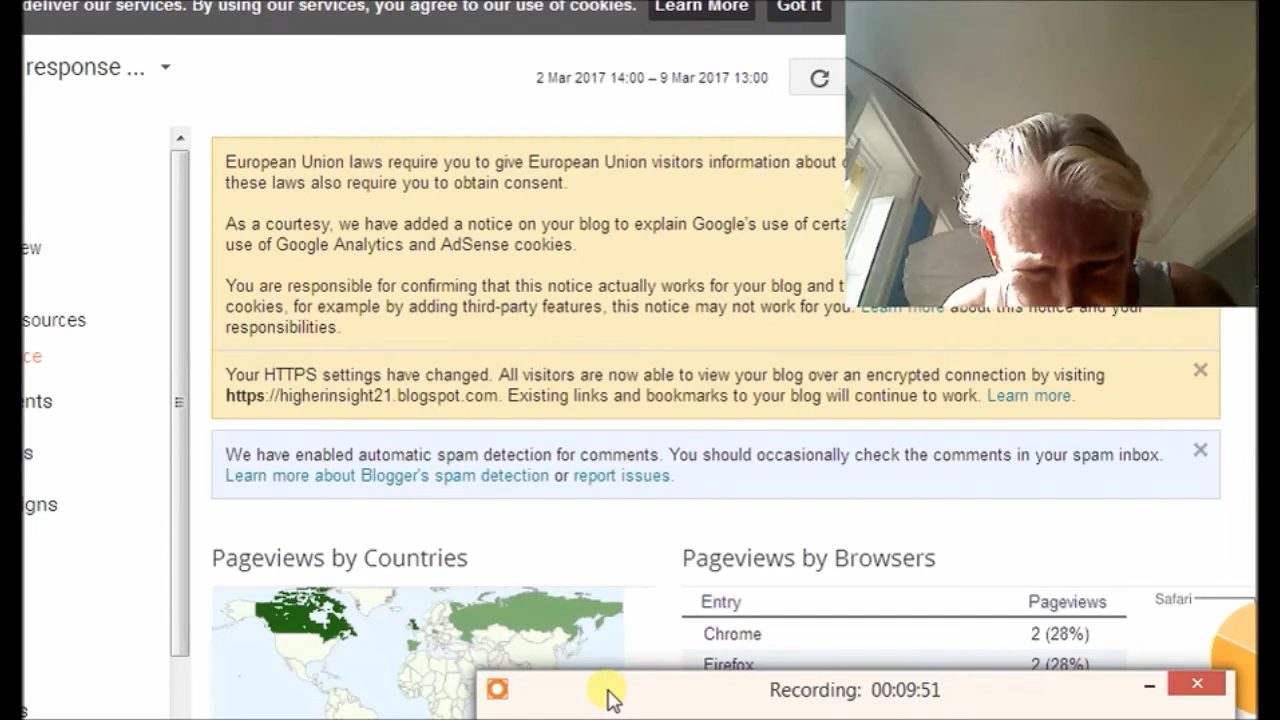 deliver our services. By using our services, you agree to our use of cookies. Learn More Got it
response ...
2 Mar 2017 14:00 – 9 Mar 2017 13:00
European Union laws require you to give European Union visitors information about
these laws also require you to obtain consent.
As a courtesy, we have added a notice on your blog to explain Google's use of
use of Google Analytics and AdSense cookies.
You are responsible for confirming that this notice actually works for your blog and
cookies, for example by adding third-party features, this notice may not work for you. Learn more about this notice and your
responsibilities.
Your HTTPS settings have changed. All visitors are now able to view your blog over an encrypted connection by visiting
https://higherinsight21.blogspot.com. Existing links and bookmarks to your blog will continue to work. Learn more.
We have enabled automatic spam detection for comments. You should occasionally check the comments in your spam inbox.
Learn more about Blogger's spam detection or report issues.
ew
sources
ce
nts
s
igns
s
Pageviews by Countries
Pageviews by Browsers
Entry Pageviews
Chrome 2 (28%)
Firefox 2 (28%)
Safari
Recording: 00:09:51